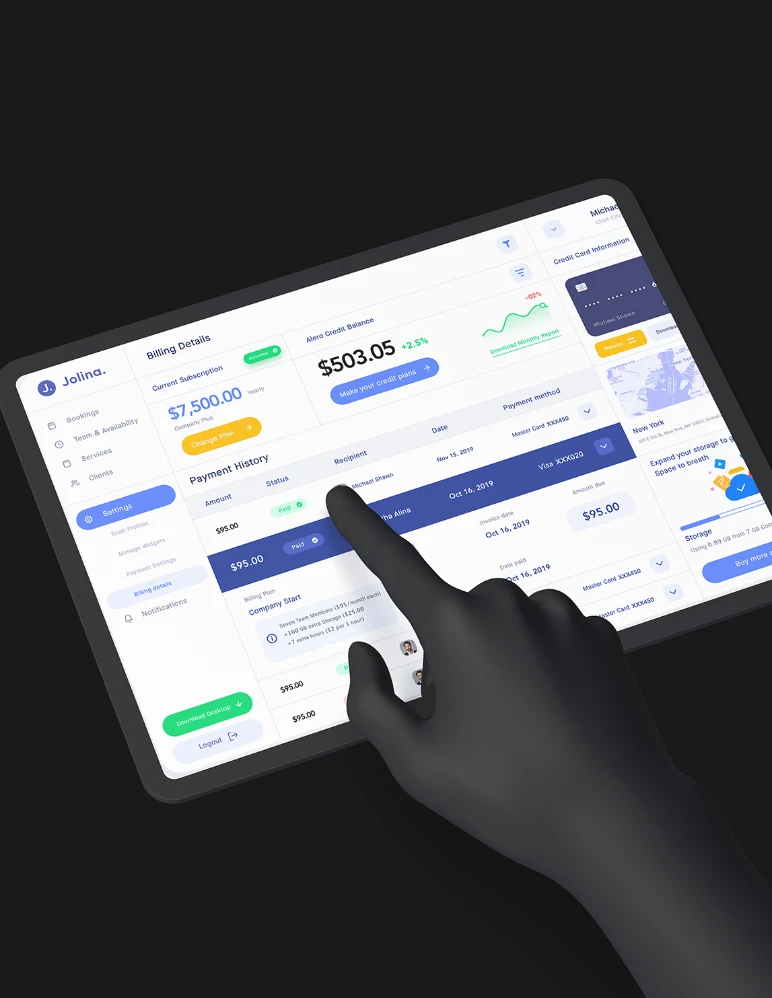 J. Jolina.
Bookings
Team & Availability
Services
Clients
Settings
Team Profiles
Manage Widgets
Payment Settings
Billing details
Notifications
Download Desktop
Logout
Billing Details
Current Subscription
$7,500.00 Yearly
Company Plus
Change Plan
Alero Credit Balance
$503.05 +2.5%
Make your credit plans
-02%
Download Monthly Report
Payment History
Amount Status Recipient Date Payment method
$95.00 Paid Michael Shawn Nov 15, 2019 Master Card XXX450
$95.00 Paid Alina Oct 16, 2019 Visa XXX020
Billing Plan
Company Start
Seven Team Members ($95/month each)
+100 GB extra Storage ($25.00
+7 extra hours ($2 per 1 hour)
Invoice date
Oct 16, 2019
Date paid
Oct 16, 2019
Amount due
$95.00
$95.00 Master Card XXX450
$95.00 Master Card XXX450
Credit Card Information
Michael Shawn
New York
Expand your storage to
Space to breath
Storage
Using 0.99 GB from 7 GB
Buy more